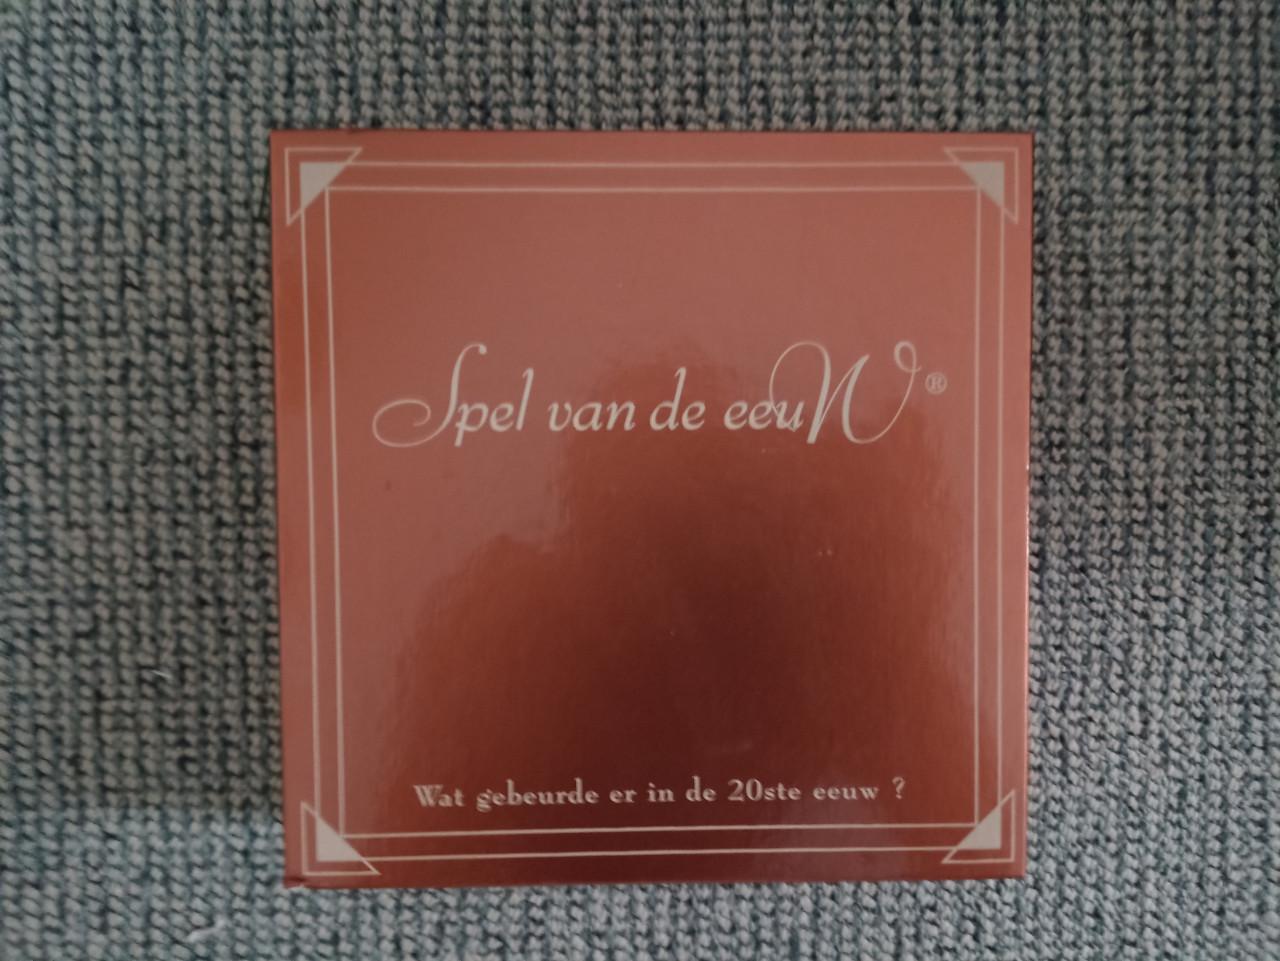 Spel van de eeuW®
Wat gebeurde er in de 20ste eeuw ?